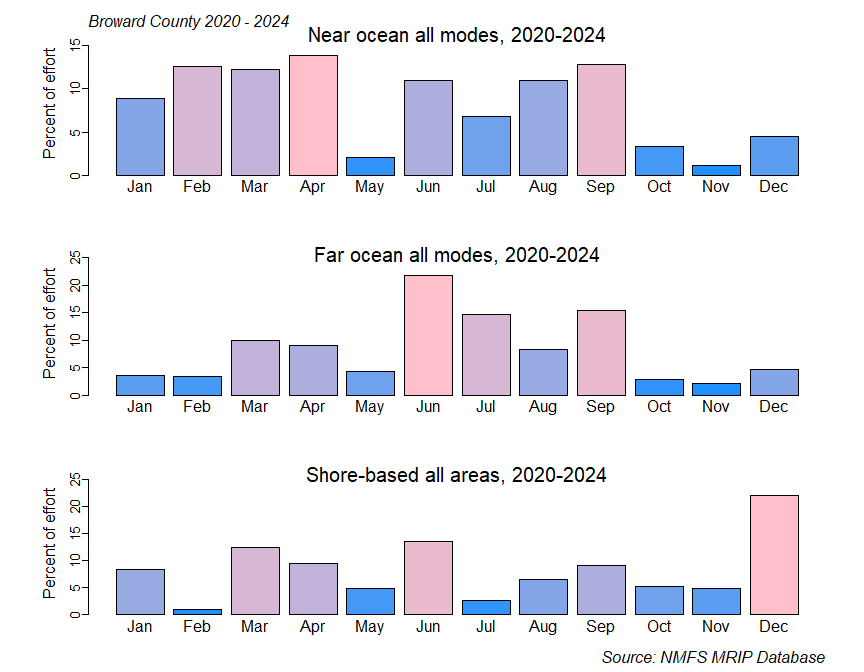 Broward County 2020 - 2024
Near ocean all modes, 2020-2024
Percent of effort
15
10
5
0
Jan Feb Mar Apr May Jun Jul Aug Sep Oct Nov Dec
Far ocean all modes, 2020-2024
Percent of effort
25
20
15
10
5
0
Jan Feb Mar Apr May Jun Jul Aug Sep Oct Nov Dec
Shore-based all areas, 2020-2024
Percent of effort
25
20
15
10
5
0
Jan Feb Mar Apr May Jun Jul Aug Sep Oct Nov Dec
Source: NMFS MRIP Database